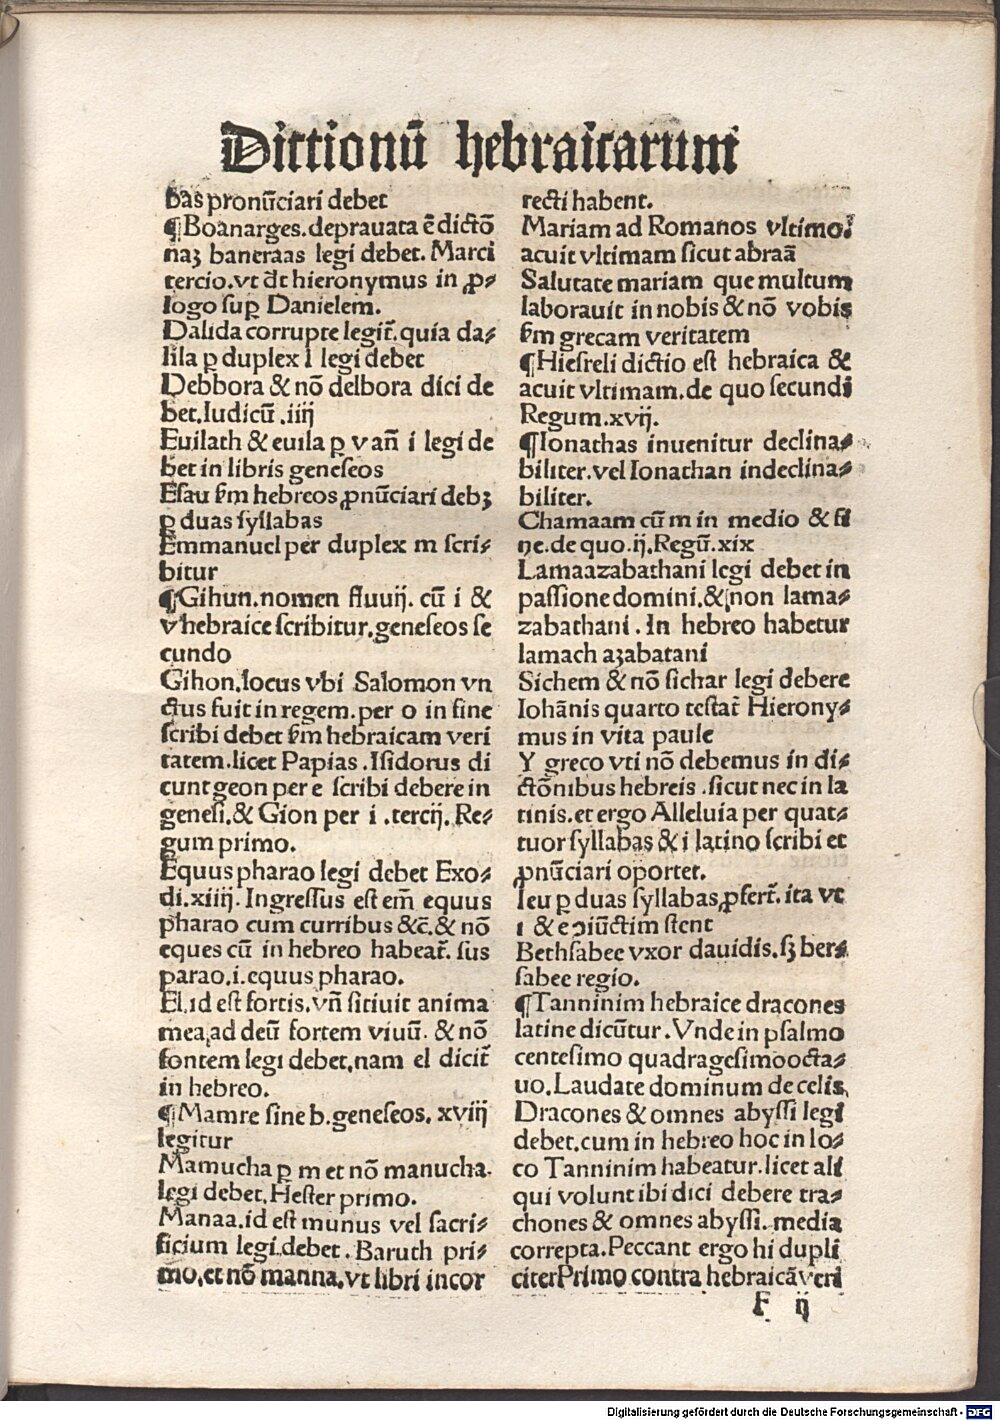 Dictionū hebraicarum
bas pronūciari debet
¶Boanarges. deprauata ē dictō
naꝫ baneraas legi debet. Marci
tercio. vt dt̄ hieronymus in ꝓ⸗
logo suꝑ Danielem.
Dalida corrupte legit᷑. quia da⸗
lila ꝑ duplex l legi debet
Debbora & nō delbora dici de
bet. Iudicū .iiij
Euilath & euila ꝑ v an̄ i legi de
bet in libris geneseos
Esau ẜm hebreos ꝓnūciari debꝫ
ꝑ duas syllabas
Emmanuel per duplex m scri⸗
bitur
¶Gihun. nomen fluuij. cū i &
v hebraice scribitur. geneseos se
cundo
Gihon. locus vbi Salomon vn
ctus fuit in regem. per o in fine
scribi debet ẜm hebraicam veri
tatem. licet Papias . Isidorus di
cunt geon per e scribi debere in
genesi. & Gion per i . tercij. Re⸗
gum primo.
Equus pharao legi debet Exo⸗
di. xiiij. Ingressus est em̄ equus
pharao cum curribus &c̄. & nō
eques cū in hebreo habeat᷑. sus
parao. i. equus pharao.
El. id est fortis. vn̄ sitiuit anima
mea ad deū fortem viuū. & nō
fontem legi debet. nam el dicit᷑
in hebreo.
¶Mamre sine b. geneseos. xviij
legitur
Mamucha ꝑ m et nō manucha.
legi debet. Hester primo.
Manaa. id est munus vel sacri⸗
ficium legi debet . Baruth pri⸗
mo. et nō manna. vt libri incor
recti habent.
Mariam ad Romanos vltimo.
acuit vltimam sicut abraā
Salutate mariam que multum
laborauit in nobis & nō vobis
ẜm grecam veritatem
¶Hiesreli dictio est hebraica &
acuit vltimam. de quo secundi
Regum. xvij.
¶Ionathas inuenitur declina⸗
biliter. vel Ionathan indeclina⸗
biliter.
Chamaam cū m in medio & fi
ne. de quo. ij. Regū. xix
Lamaazabathani legi debet in
passione domini. & non lama⸗
zabathani . In hebreo habetur
lamach aꝫabatani
Sichem & nō sichar legi debere
Iohānis quarto testat᷑ Hierony⸗
mus in vita paule
Y greco vti nō debemus in di⸗
ctōnibus hebreis . sicut nec in la
tinis. et ergo Alleluia per quat⸗
tuor syllabas & i latino scribi et
ꝓnūciari oportet.
Ieu ꝑ duas syllabas ꝓfert᷑. ita vt
i & e ↄiūctim stent
Bethsabee vxor dauidis. sꝫ ber⸗
sabee regio.
¶Tanninim hebraice dracones
latine dicūtur . Vnde in psalmo
centesimo quadragesimoocta⸗
uo. Laudate dominum de celis.
Dracones & omnes abyssi legi
debet. cum in hebreo hoc in lo⸗
co Tanninim habeatur. licet ali
qui volunt ibi dici debere tra⸗
chones & omnes abyssi. media
correpta. Peccant ergo hi dupli
citer Primo contra hebraicā veri
F ij
Digitalisierung gefördert durch die Deutsche Forschungsgemeinschaft - DFG